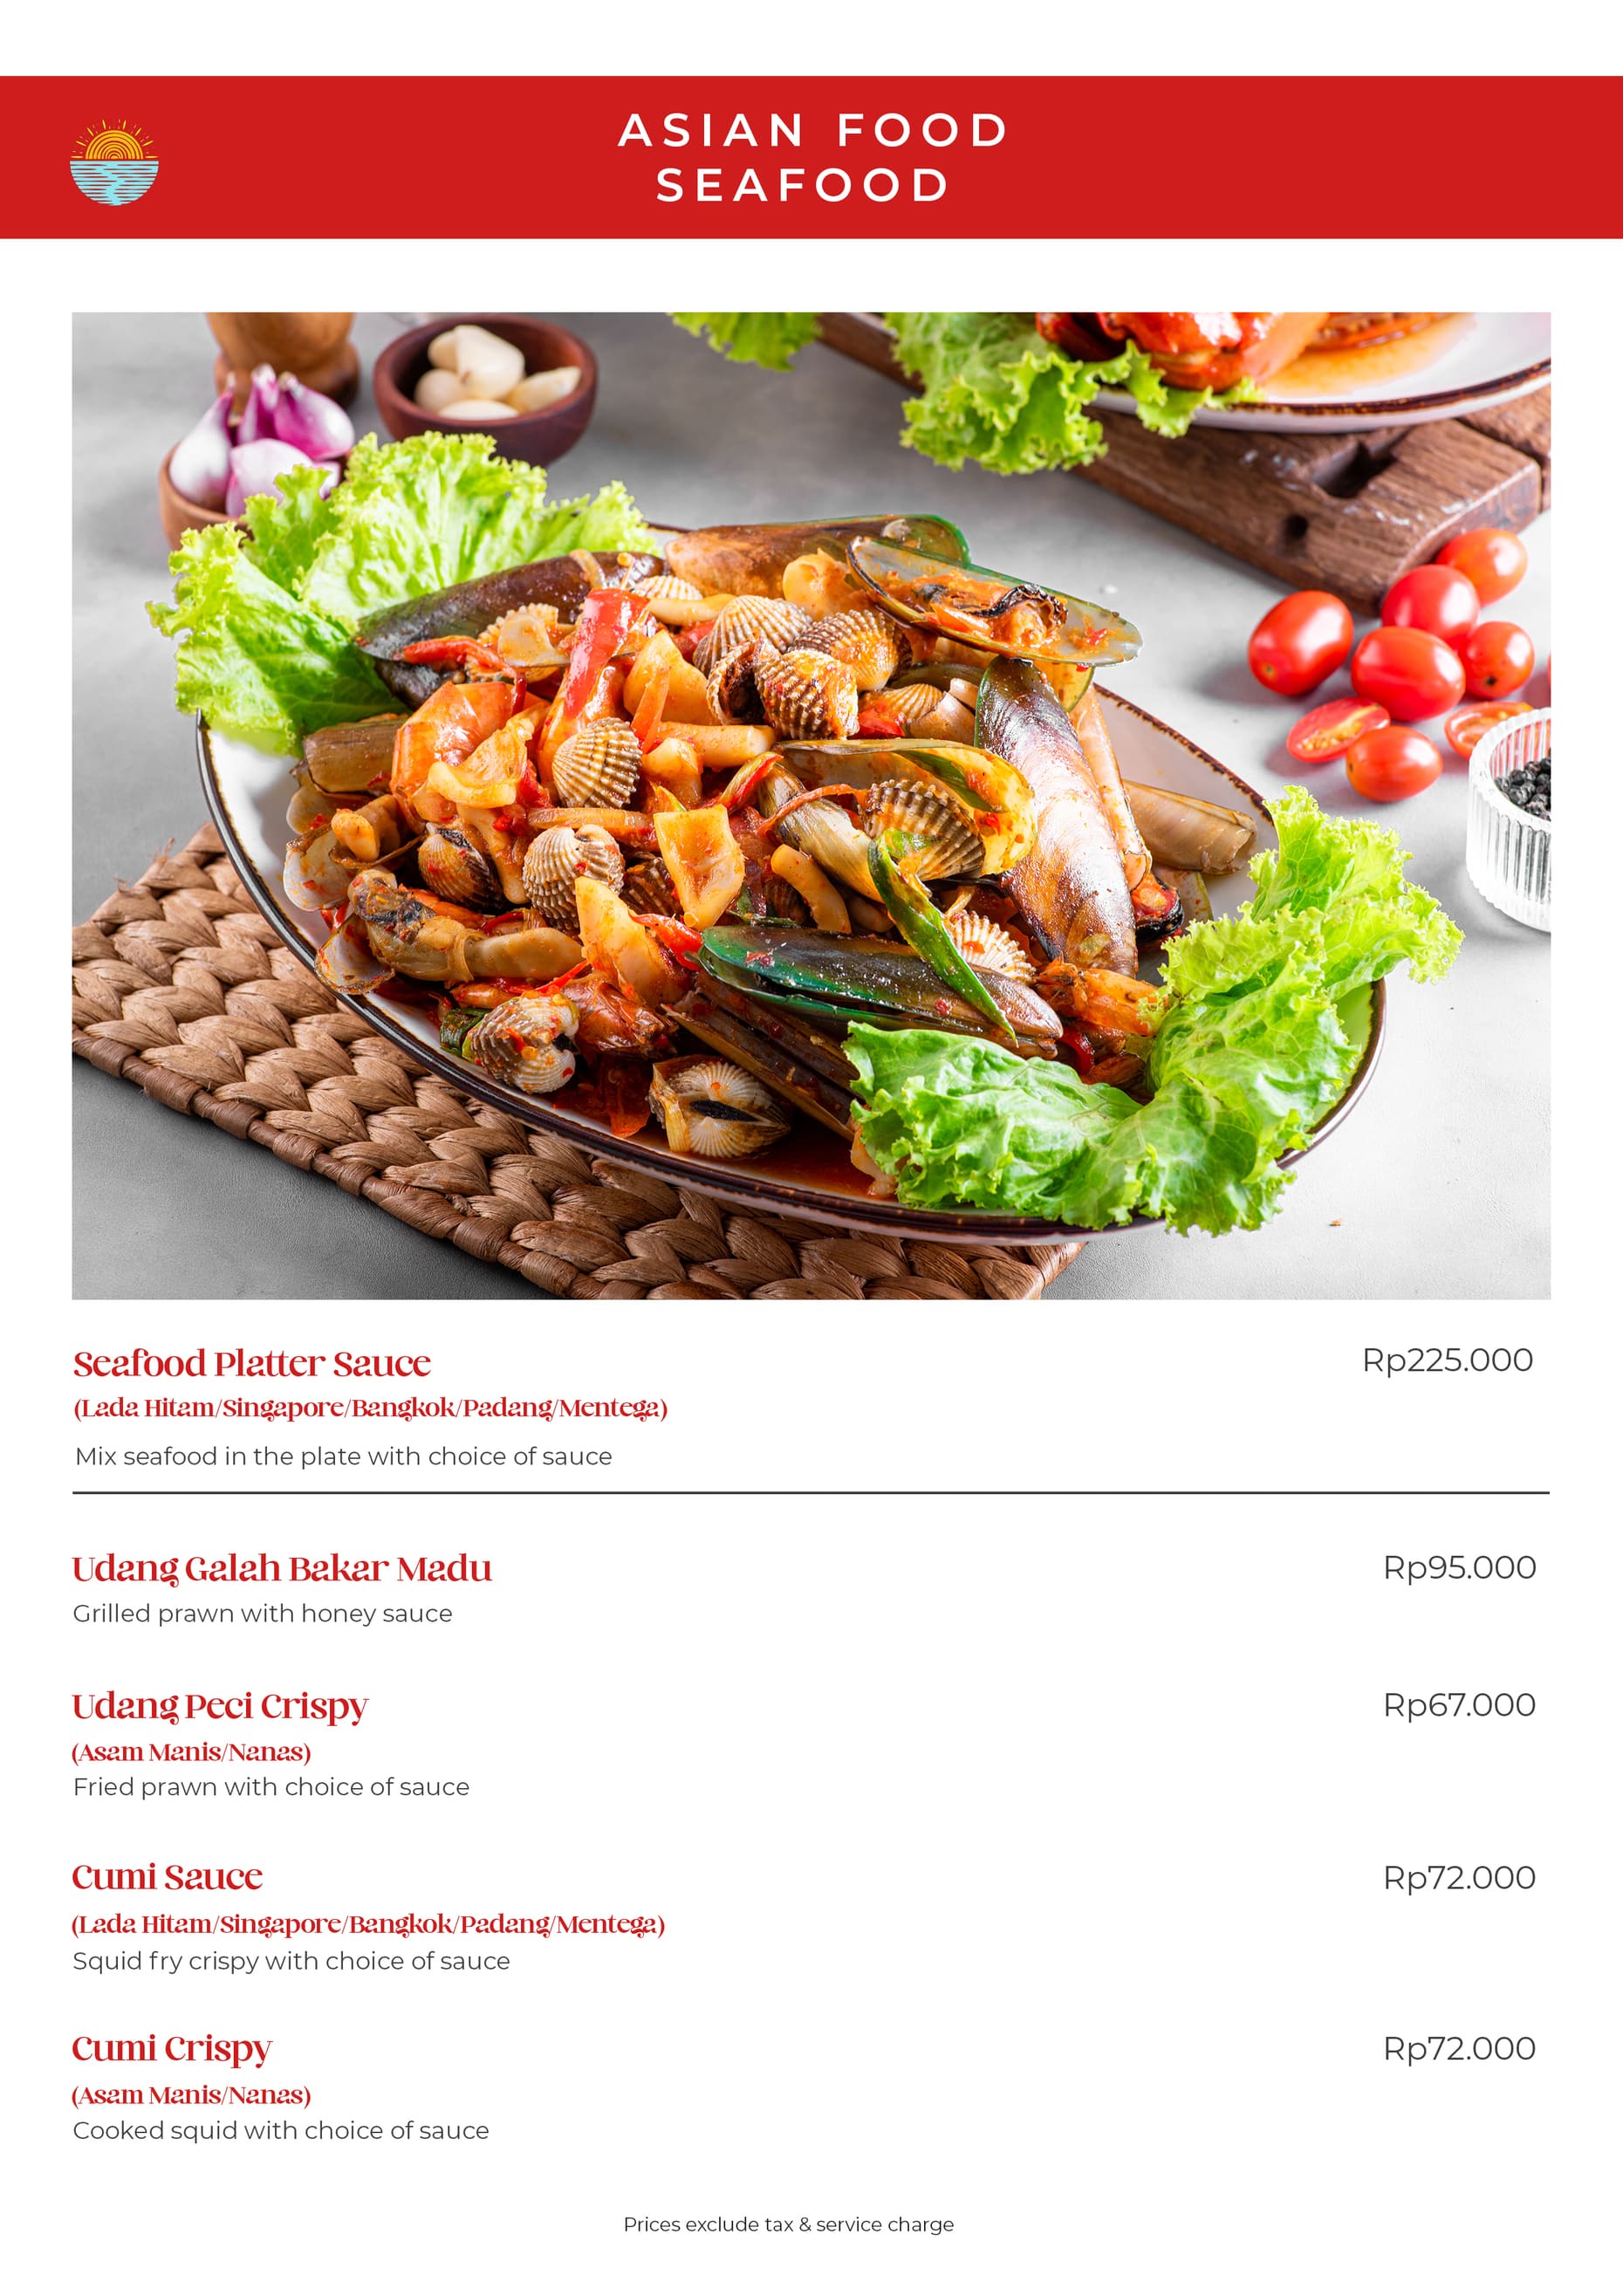 ASIAN FOOD
SEAFOOD
Seafood Platter Sauce
Rp225.000
(Lada Hitam/Singapore/Bangkok/Padang/Mentega)
Mix seafood in the plate with choice of sauce
Udang Galah Bakar Madu
Rp95.000
Grilled prawn with honey sauce
Udang Peci Crispy
Rp67.000
(Asam Manis/Nanas)
Fried prawn with choice of sauce
Cumi Sauce
Rp72.000
(Lada Hitam/Singapore/Bangkok/Padang/Mentega)
Squid fry crispy with choice of sauce
Cumi Crispy
Rp72.000
(Asam Manis/Nanas)
Cooked squid with choice of sauce
Prices exclude tax & service charge